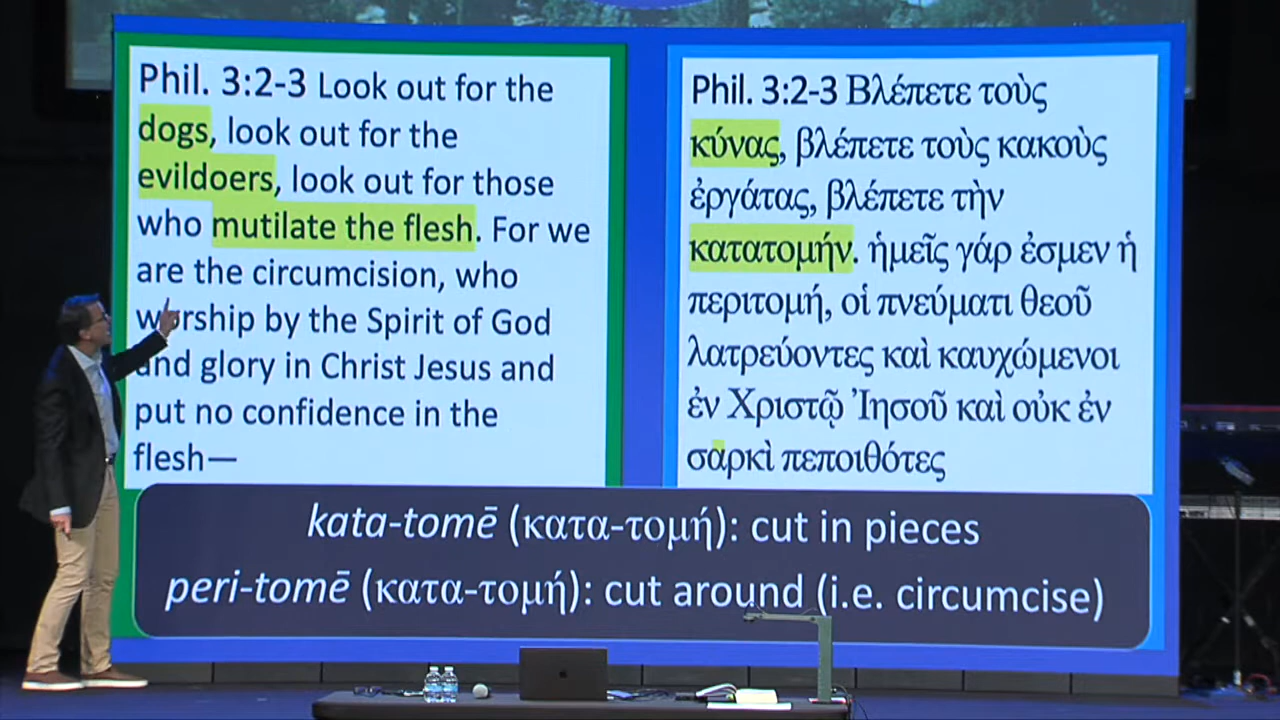 Phil. 3:2-3 Look out for the
dogs, look out for the
evildoers, look out for those
who mutilate the flesh. For we
are the circumcision, who
worship by the Spirit of God
and glory in Christ Jesus and
put no confidence in the
flesh—
Phil. 3:2-3 Βλέπετε τοὺς
κύνας, βλέπετε τοὺς κακοὺς
ἐργάτας, βλέπετε τὴν
κατατομήν. ἡμεῖς γάρ ἐσμεν ἡ
περιτομή, οἱ πνεύματι θεοῦ
λατρεύοντες καὶ καυχώμενοι
ἐν Χριστῷ Ἰησοῦ καὶ οὐκ ἐν
σαρκὶ πεποιθότες
kata-tomē (κατα-τομή): cut in pieces
peri-tomē (κατα-τομή): cut around (i.e. circumcise)